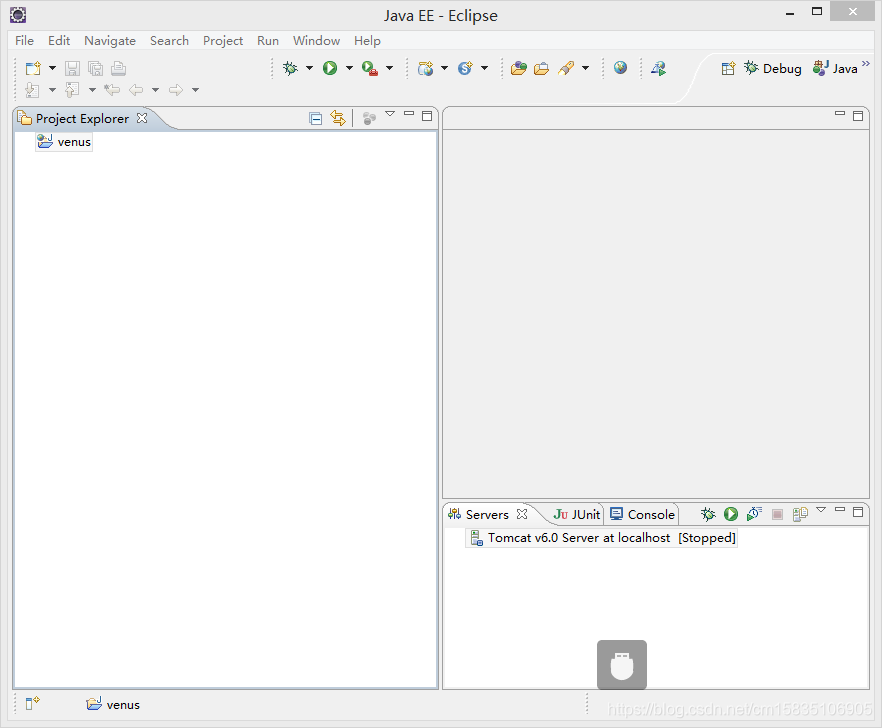 Java EE - Eclipse
File Edit Navigate Search Project Run Window Help
Debug Java
Project Explorer
venus
Servers JUnit Console
Tomcat v6.0 Server at localhost [Stopped]
venus
https://blog.csdn.net/crn15835106905